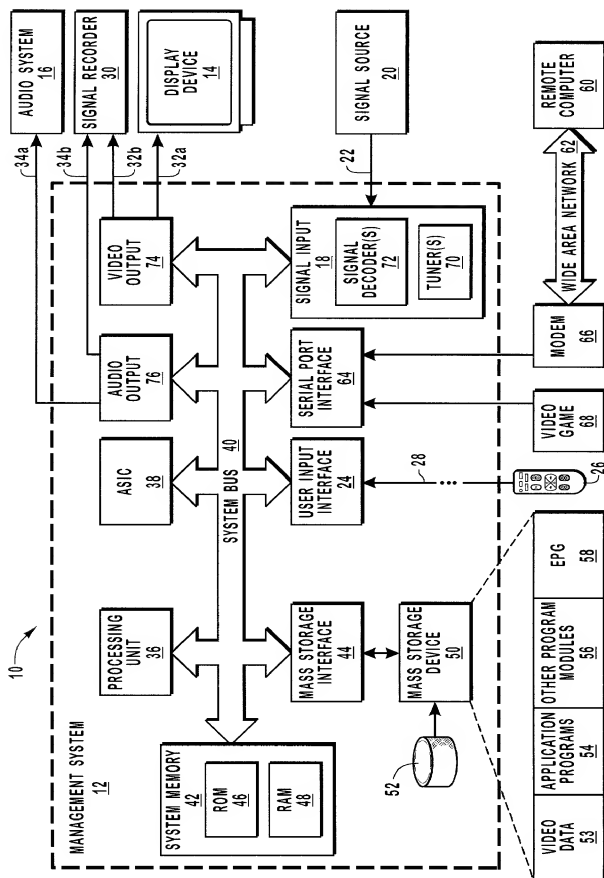 10
MANAGEMENT SYSTEM
12
PROCESSING UNIT
36
ASIC
38
AUDIO OUTPUT
76
VIDEO OUTPUT
74
34a
34b
32b
32a
AUDIO SYSTEM
16
SIGNAL RECORDER
30
DISPLAY DEVICE
14
SYSTEM MEMORY
42
ROM
46
RAM
48
SYSTEM BUS
40
MASS STORAGE
INTERFACE
44
USER INPUT
INTERFACE
24
SERIAL PORT
INTERFACE
64
SIGNAL INPUT
18
SIGNAL
DECODER(S)
72
TUNER(S)
70
22
SIGNAL SOURCE
20
MASS STORAGE
DEVICE
50
52
28
26
VIDEO GAME
68
MODEM
66
WIDE AREA NETWORK 62
REMOTE
COMPUTER
60
VIDEO DATA
53
APPLICATION
PROGRAMS
54
OTHER PROGRAM
MODULES
56
EPG
58